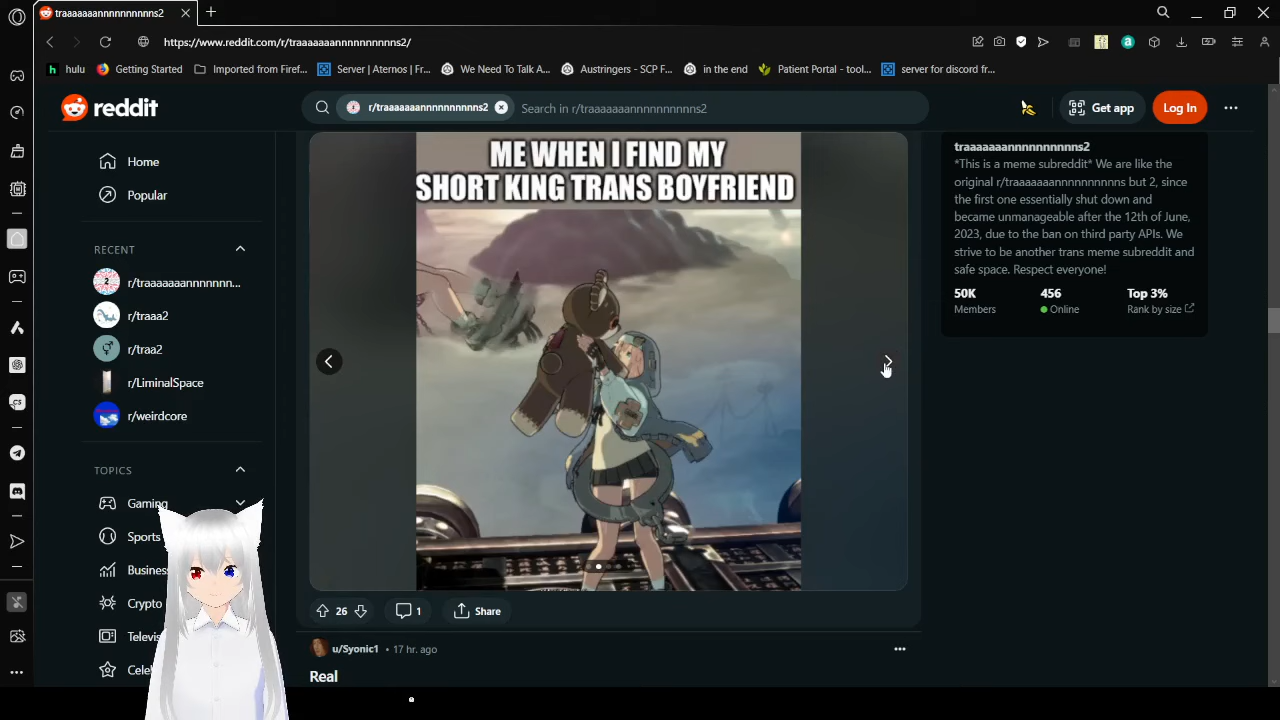 traaaaaaannnnnnnnnns2
https://www.reddit.com/r/traaaaaaannnnnnnnnns2/
hulu
Getting Started
Imported from Firef...
Server | Aternos | Fr...
We Need To Talk A...
Austringers - SCP F...
in the end
Patient Portal - tool...
server for discord fr...
reddit
r/traaaaaaannnnnnnnnns2
Search in r/traaaaaaannnnnnnnnns2
Get app
Log In
Home
Popular
RECENT
r/traaaaaaannnnnn...
r/traaa2
r/traa2
r/LiminalSpace
r/weirdcore
TOPICS
Gaming
Sports
Busines
Crypto
Televis
Celeb
ME WHEN I FIND MY
SHORT KING TRANS BOYFRIEND
26
1
Share
u/Syonic1 • 17 hr. ago
Real
traaaaaaannnnnnnnnns2
*This is a meme subreddit* We are like the
original r/traaaaaaannnnnnnnnns but 2, since
the first one essentially shut down and
became unmanageable after the 12th of June,
2023, due to the ban on third party APIs. We
strive to be another trans meme subreddit and
safe space. Respect everyone!
50K
Members
456
Online
Top 3%
Rank by size